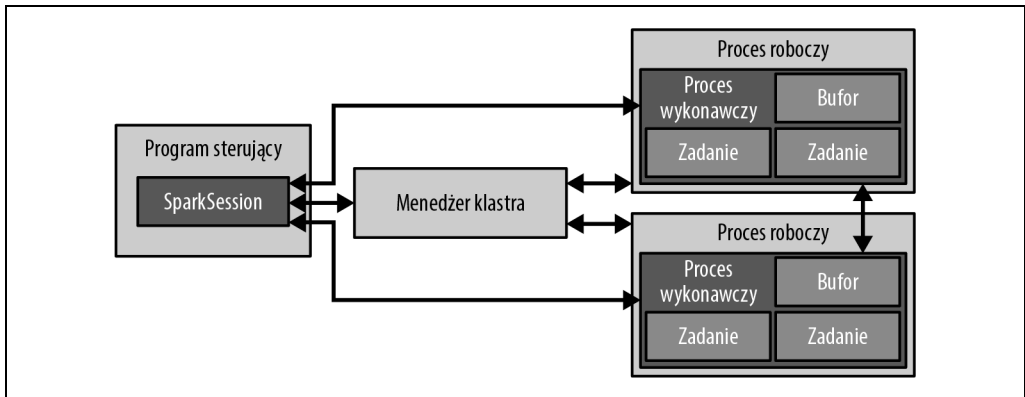 Program sterujący
SparkSession
Menedżer klastra
Proces roboczy
Proces
wykonawczy
Bufor
Zadanie
Zadanie
Proces roboczy
Proces
wykonawczy
Bufor
Zadanie
Zadanie